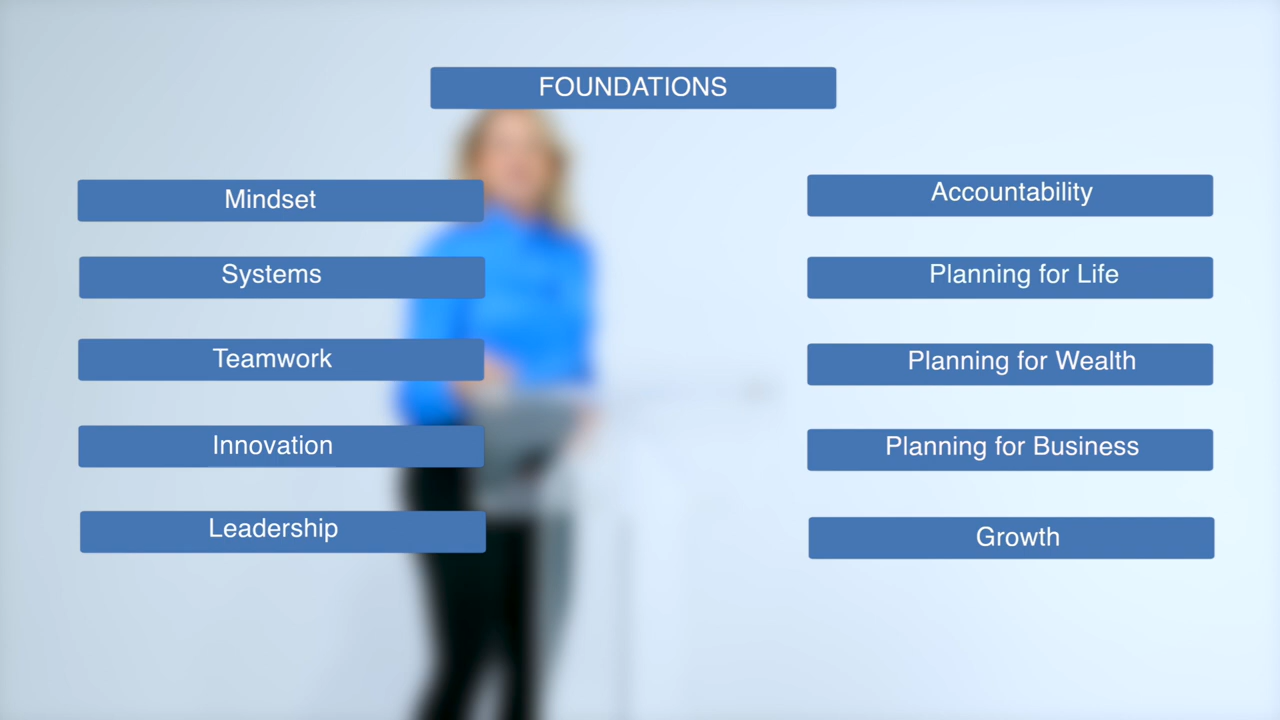 FOUNDATIONS
Mindset
Systems
Teamwork
Innovation
Leadership
Accountability
Planning for Life
Planning for Wealth
Planning for Business
Growth